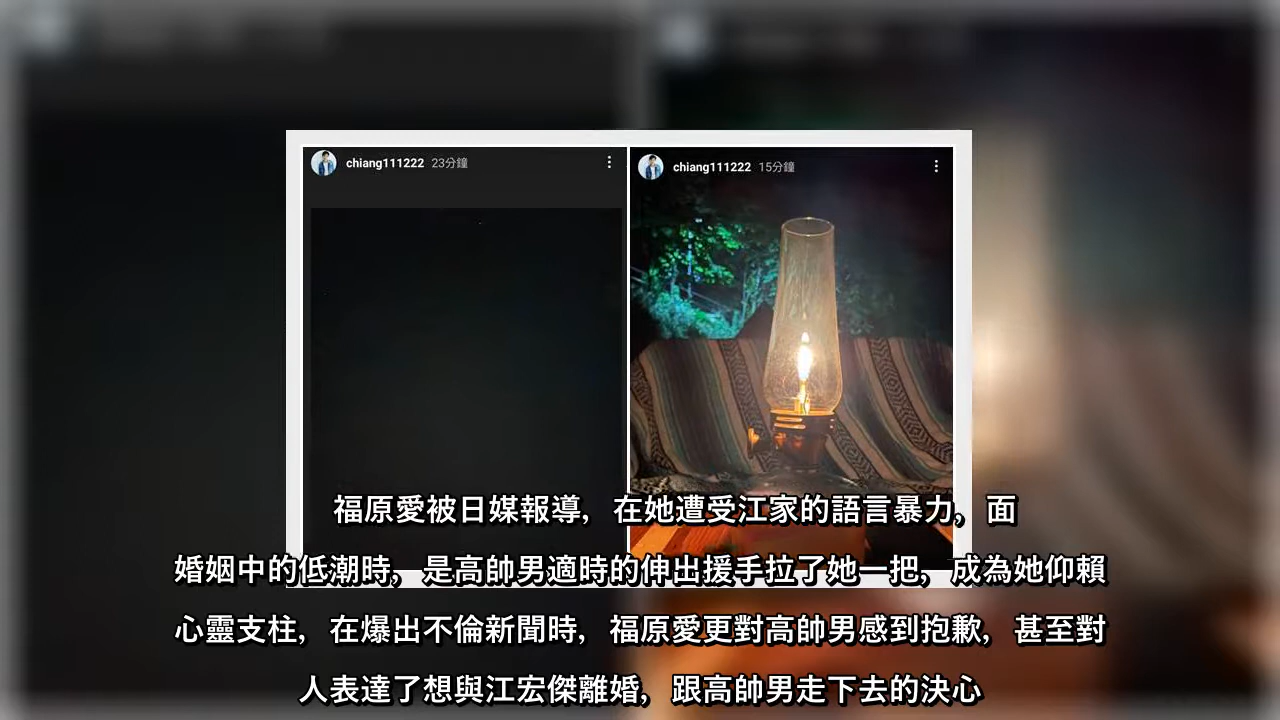 chiang111222 23分鐘
chiang111222 15分鐘
福原愛被日媒報導，在她遭受江家的語言暴力，面
婚姻中的低潮時，是高帥男適時的伸出援手拉了她一把，成為她仰賴
心靈支柱，在爆出不倫新聞時，福原愛更對高帥男感到抱歉，甚至對
人表達了想與江宏傑離婚，跟高帥男走下去的決心